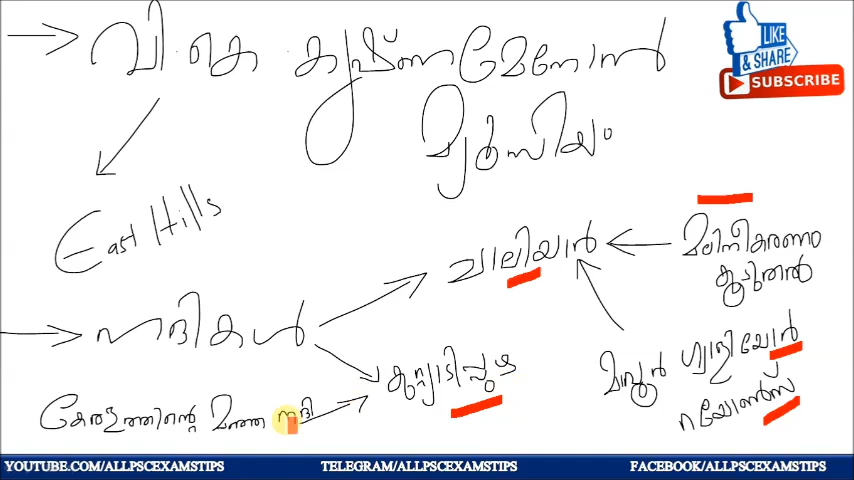 വി. കെ. കൃഷ്ണമേനോൻ
മ്യൂസിയം
LIKE
& SHARE
SUBSCRIBE
East Hills
ചാലിയാർ
മലിനീകരണം
കൂടുതൽ
നദികൾ
കുറ്റ്യാടിപ്പുഴ
മാവൂർ ഗ്വാളിയോർ
റയോൺസ്
കേരളത്തിന്റെ മഞ്ഞ നദി
YOUTUBE.COM/ALLPSCEXAMSTIPS
TELEGRAM/ALLPSCEXAMSTIPS
FACEBOOK/ALLPSCEXAMSTIPS